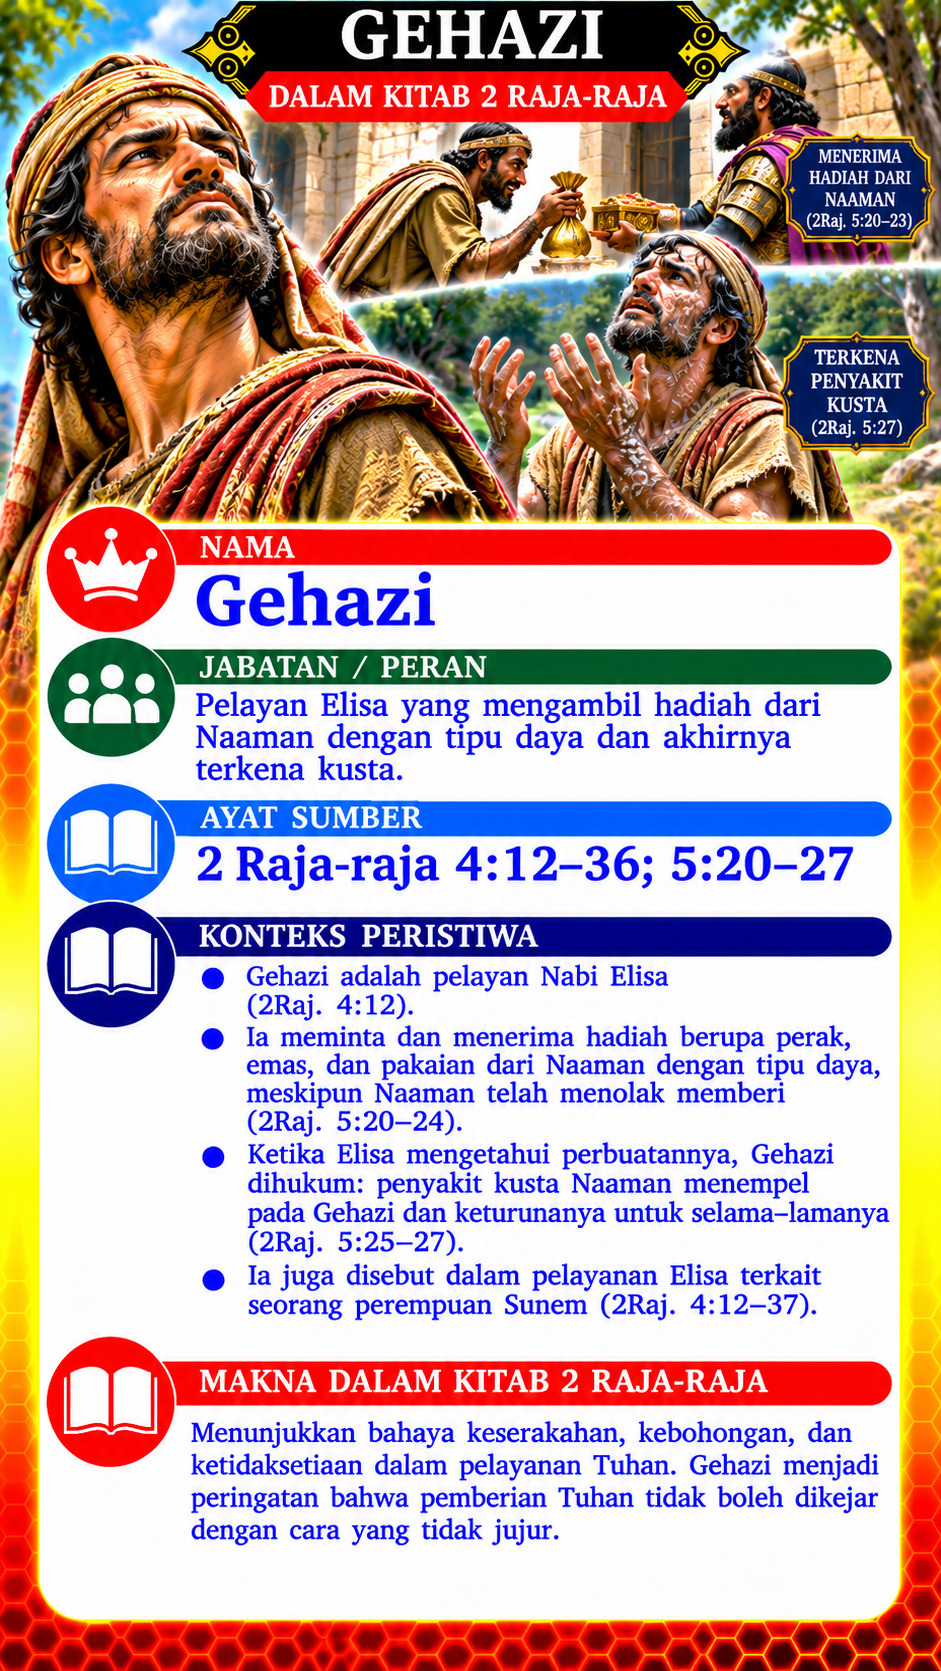 GEHAZI
DALAM KITAB 2 RAJA-RAJA
MENERIMA
HADIAH DARI
NAAMAN
(2Raj. 5:20–23)
TERKENA
PENYAKIT
KUSTA
(2Raj. 5:27)
NAMA
Gehazi
JABATAN / PERAN
Pelayan Elisa yang mengambil hadiah dari
Naaman dengan tipu daya dan akhirnya
terkena kusta.
AYAT SUMBER
2 Raja-raja 4:12–36; 5:20–27
KONTEKS PERISTIWA
● Gehazi adalah pelayan Nabi Elisa
(2Raj. 4:12).
● Ia meminta dan menerima hadiah berupa perak,
emas, dan pakaian dari Naaman dengan tipu daya,
meskipun Naaman telah menolak memberi
(2Raj. 5:20–24).
● Ketika Elisa mengetahui perbuatannya, Gehazi
dihukum: penyakit kusta Naaman menempel
pada Gehazi dan keturunanya untuk selama–lamanya
(2Raj. 5:25–27).
● Ia juga disebut dalam pelayanan Elisa terkait
seorang perempuan Sunem (2Raj. 4:12–37).
MAKNA DALAM KITAB 2 RAJA-RAJA
Menunjukkan bahaya keserakahan, kebohongan, dan
ketidaksetiaan dalam pelayanan Tuhan. Gehazi menjadi
peringatan bahwa pemberian Tuhan tidak boleh dikejar
dengan cara yang tidak jujur.